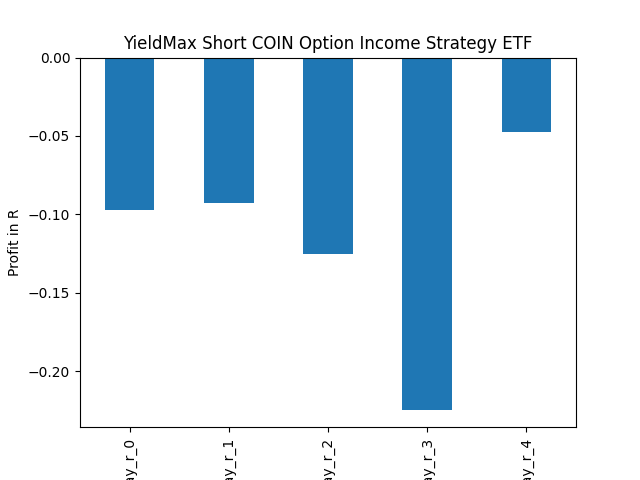 YieldMax Short COIN Option Income Strategy ETF
Profit in R
0.00
−0.05
−0.10
−0.15
−0.20
ay_r_0
ay_r_1
ay_r_2
ay_r_3
ay_r_4